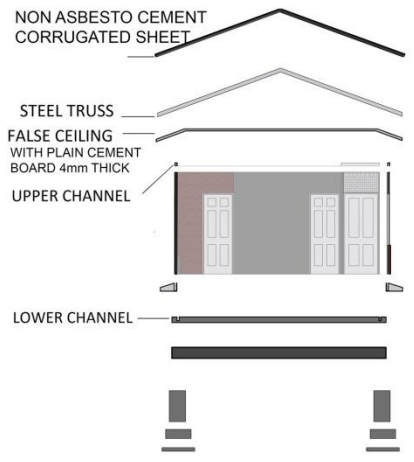 NON ASBESTO CEMENT
CORRUGATED SHEET
STEEL TRUSS
FALSE CEILING
WITH PLAIN CEMENT
BOARD 4mm THICK
UPPER CHANNEL
LOWER CHANNEL